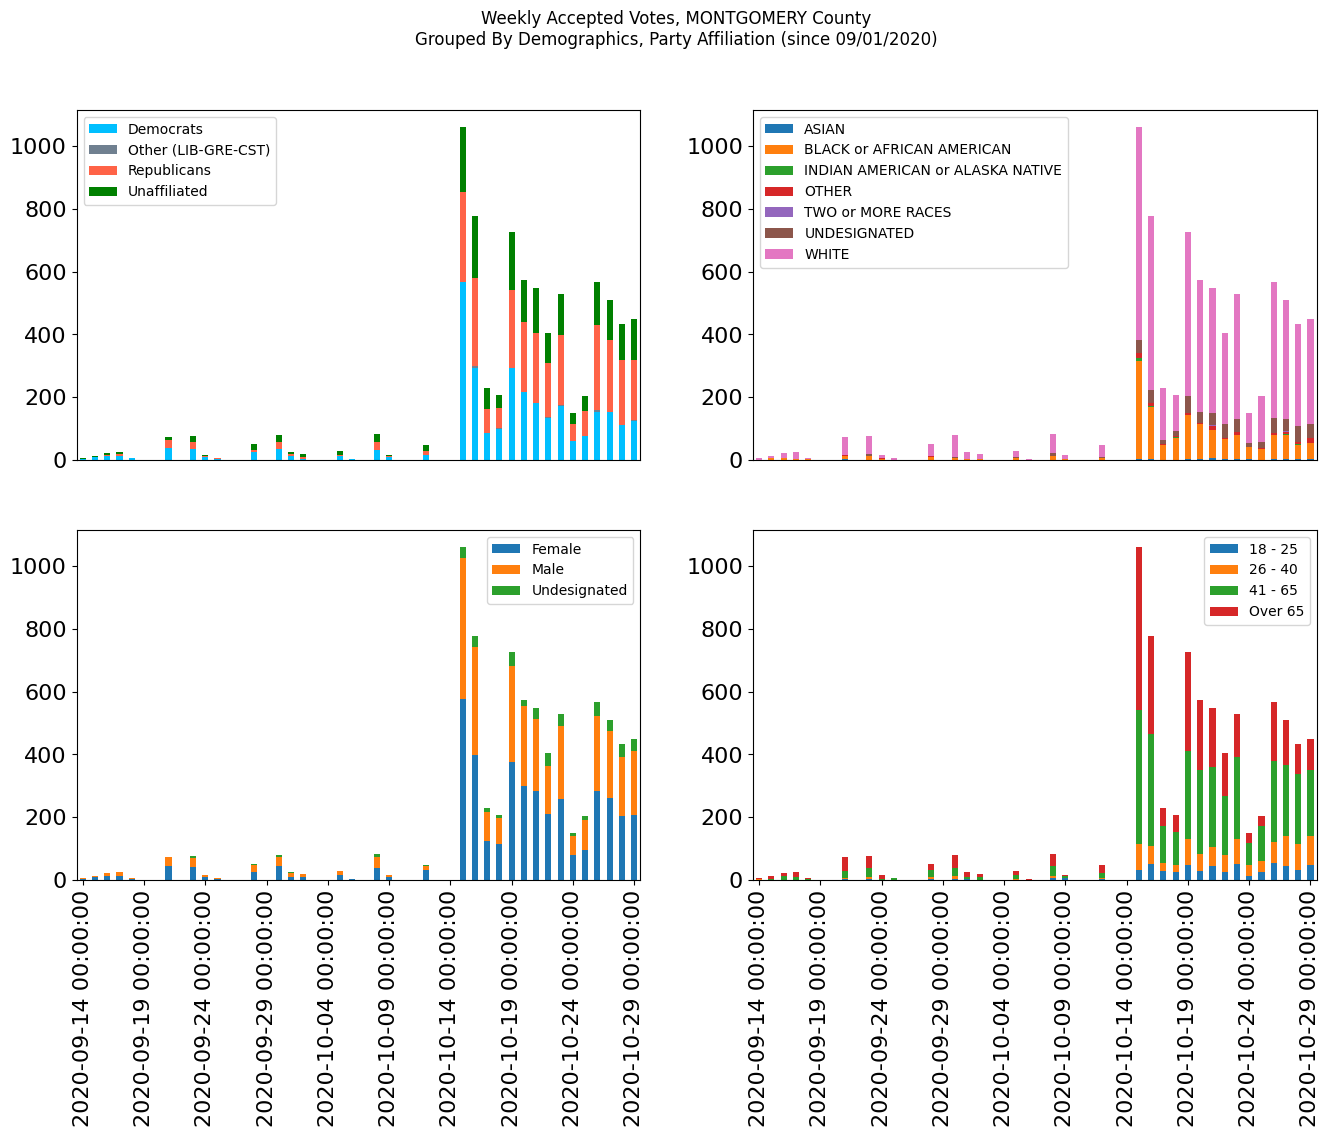 Weekly Accepted Votes, MONTGOMERY County
Grouped By Demographics, Party Affiliation (since 09/01/2020)
1000
800
600
400
200
0
Democrats
Other (LIB-GRE-CST)
Republicans
Unaffiliated
1000
800
600
400
200
0
ASIAN
BLACK or AFRICAN AMERICAN
INDIAN AMERICAN or ALASKA NATIVE
OTHER
TWO or MORE RACES
UNDESIGNATED
WHITE
1000
800
600
400
200
0
Female
Male
Undesignated
2020-09-14 00:00:00
2020-09-19 00:00:00
2020-09-24 00:00:00
2020-09-29 00:00:00
2020-10-04 00:00:00
2020-10-09 00:00:00
2020-10-14 00:00:00
2020-10-19 00:00:00
2020-10-24 00:00:00
2020-10-29 00:00:00
1000
800
600
400
200
0
18 - 25
26 - 40
41 - 65
Over 65
2020-09-14 00:00:00
2020-09-19 00:00:00
2020-09-24 00:00:00
2020-09-29 00:00:00
2020-10-04 00:00:00
2020-10-09 00:00:00
2020-10-14 00:00:00
2020-10-19 00:00:00
2020-10-24 00:00:00
2020-10-29 00:00:00